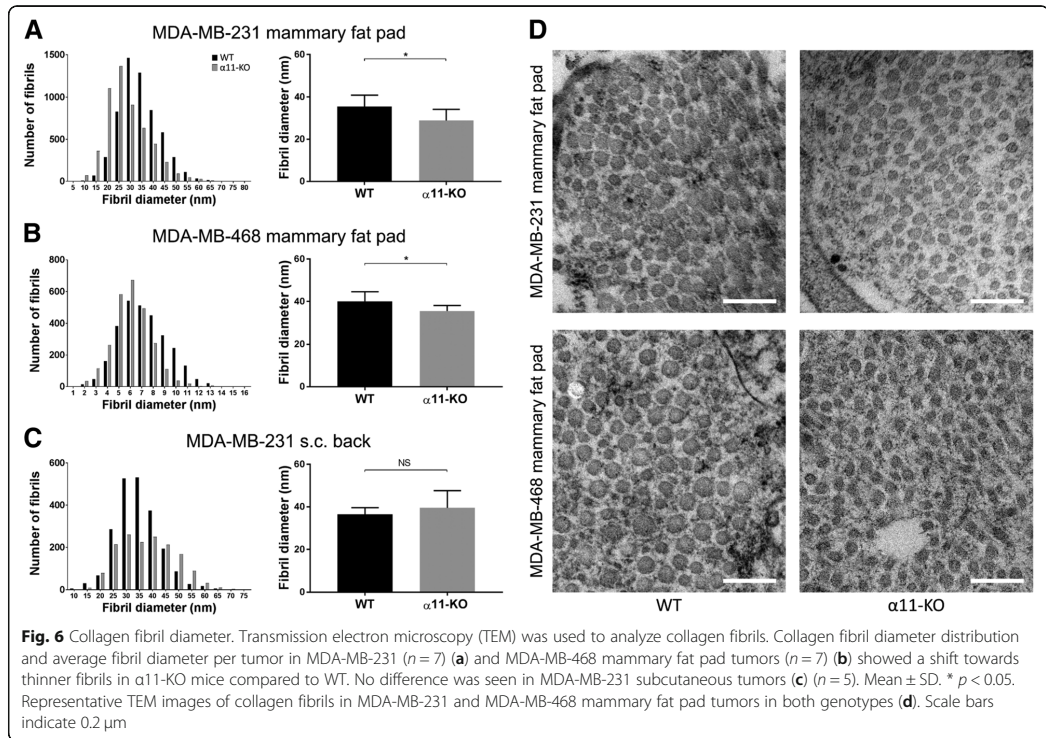 A
MDA-MB-231 mammary fat pad
Number of fibrils
1500
1000
500
0
WT
α11-KO
5 10 15 20 25 30 35 40 45 50 55 60 65 70 75 80
Fibril diameter (nm)
Fibril diameter (nm)
60
40
20
0
*
WT α11-KO
B
MDA-MB-468 mammary fat pad
Number of fibrils
800
600
400
200
0
1 2 3 4 5 6 7 8 9 10 11 12 13 14 15 16
Fibril diameter (nm)
Fibril diameter (nm)
60
40
20
0
*
WT α11-KO
C
MDA-MB-231 s.c. back
Number of fibrils
600
400
200
0
10 15 20 25 30 35 40 45 50 55 60 65 70 75
Fibril diameter (nm)
Fibril diameter (nm)
60
40
20
0
NS
WT α11-KO
D
MDA-MB-231 mammary fat pad
MDA-MB-468 mammary fat pad
WT
α11-KO
Fig. 6 Collagen fibril diameter. Transmission electron microscopy (TEM) was used to analyze collagen fibrils. Collagen fibril diameter distribution
and average fibril diameter per tumor in MDA-MB-231 (n = 7) (a) and MDA-MB-468 mammary fat pad tumors (n = 7) (b) showed a shift towards
thinner fibrils in α11-KO mice compared to WT. No difference was seen in MDA-MB-231 subcutaneous tumors (c) (n = 5). Mean ± SD. * p < 0.05.
Representative TEM images of collagen fibrils in MDA-MB-231 and MDA-MB-468 mammary fat pad tumors in both genotypes (d). Scale bars
indicate 0.2 μm